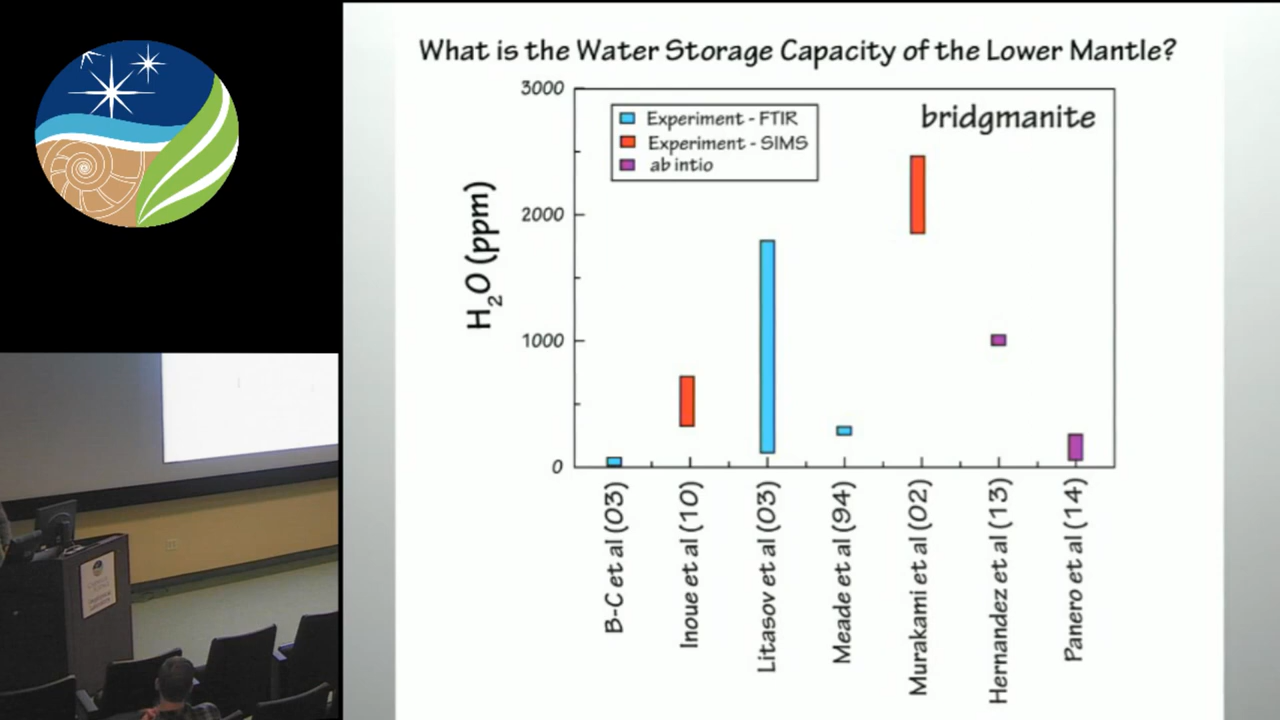 What is the Water Storage Capacity of the Lower Mantle?
3000
2000
1000
0
H2O (ppm)
Experiment - FTIR
Experiment - SIMS
ab intio
bridgmanite
B-C et al (03)
Inoue et al (10)
Litasov et al (03)
Meade et al (94)
Murakami et al (02)
Hernandez et al (13)
Panero et al (14)